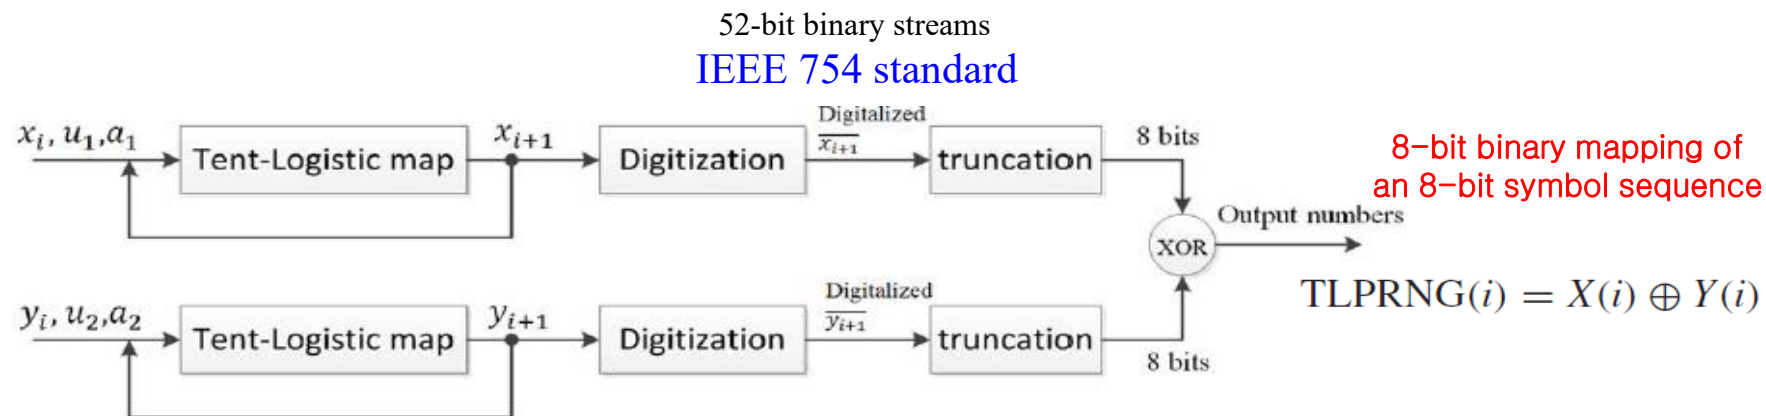 52-bit binary streams
IEEE 754 standard
x_i, u_1,a_1
Tent-Logistic map
x_{i+1}
Digitization
Digitalized
\overline{x_{i+1}}
truncation
8 bits
8-bit binary mapping of
an 8-bit symbol sequence
XOR
Output numbers
TLPRNG(i) = X(i) ⊕ Y(i)
y_i, u_2,a_2
Tent-Logistic map
y_{i+1}
Digitization
Digitalized
\overline{y_{i+1}}
truncation
8 bits